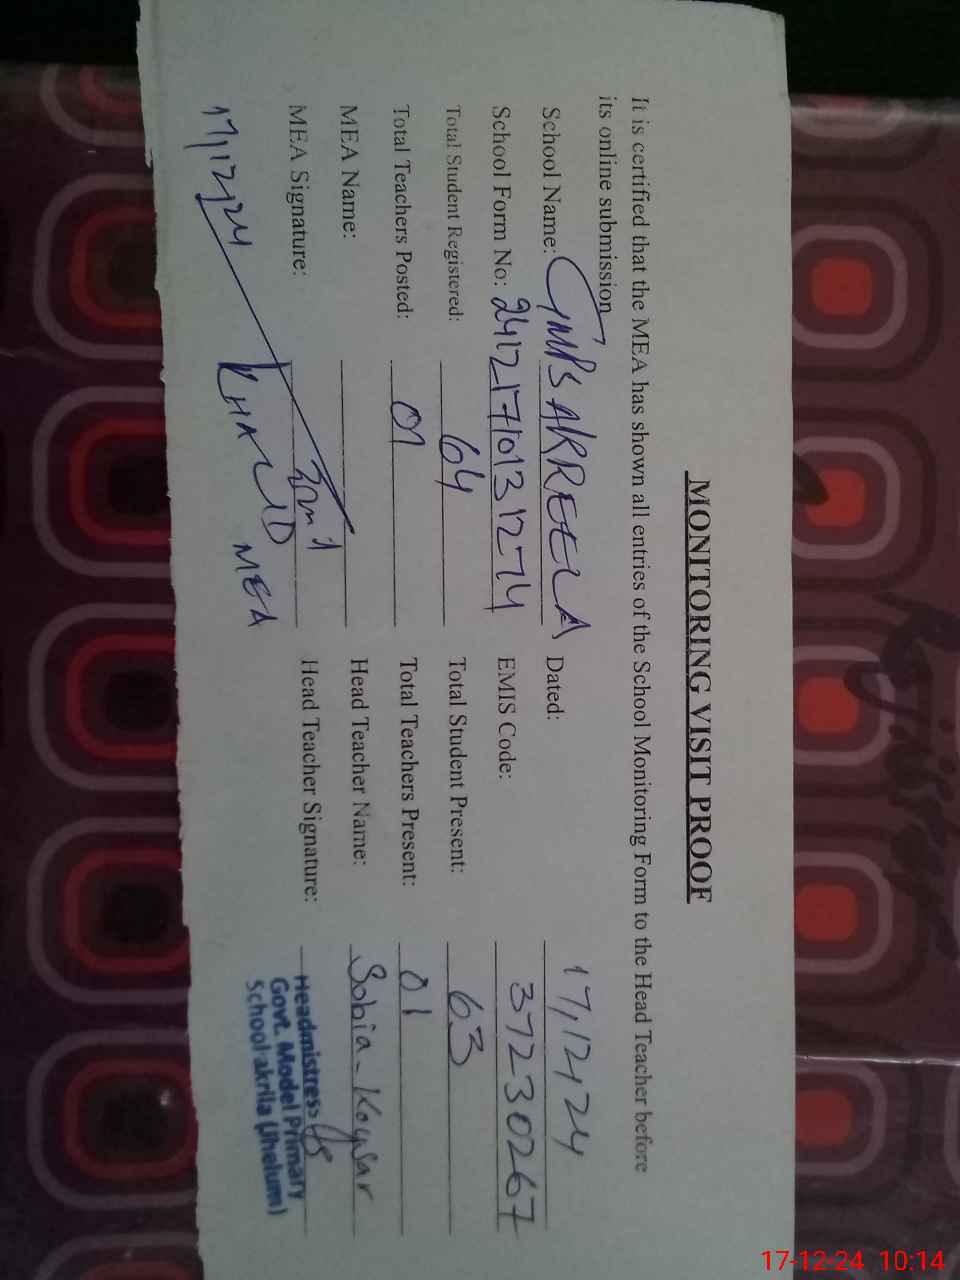 MONITORING VISIT PROOF
It is certified that the MEA has shown all entries of the School Monitoring Form to the Head Teacher before
its online submission
School Name: GMPS AKREELA Dated: 17/12/24
School Form No: 241217101312774 EMIS Code: 37230267
Total Student Registered: 64 Total Student Present: 63
Total Teachers Posted: 01 Total Teachers Present: 01
MEA Name: Head Teacher Name: Sobia Koysar
MEA Signature: Head Teacher Signature:
17/12/24 KHALID MEA
Headmistress
Govt. Model Primary
School akrila (Jhelum)
17-12-24 10:14